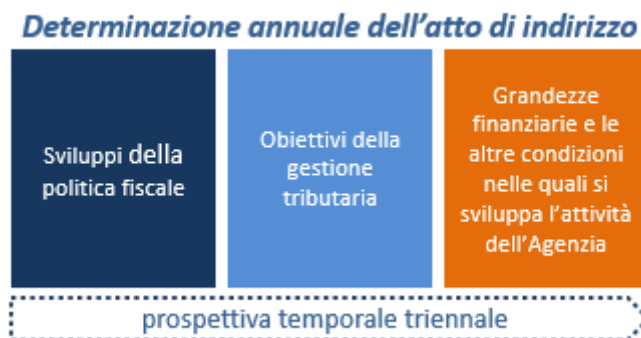 Determinazione annuale dell'atto di indirizzo
Sviluppi della
politica fiscale
Obiettivi della
gestione
tributaria
Grandezze
finanziarie e le
altre condizioni
nelle quali si
sviluppa l'attività
dell'Agenzia
prospettiva temporale triennale